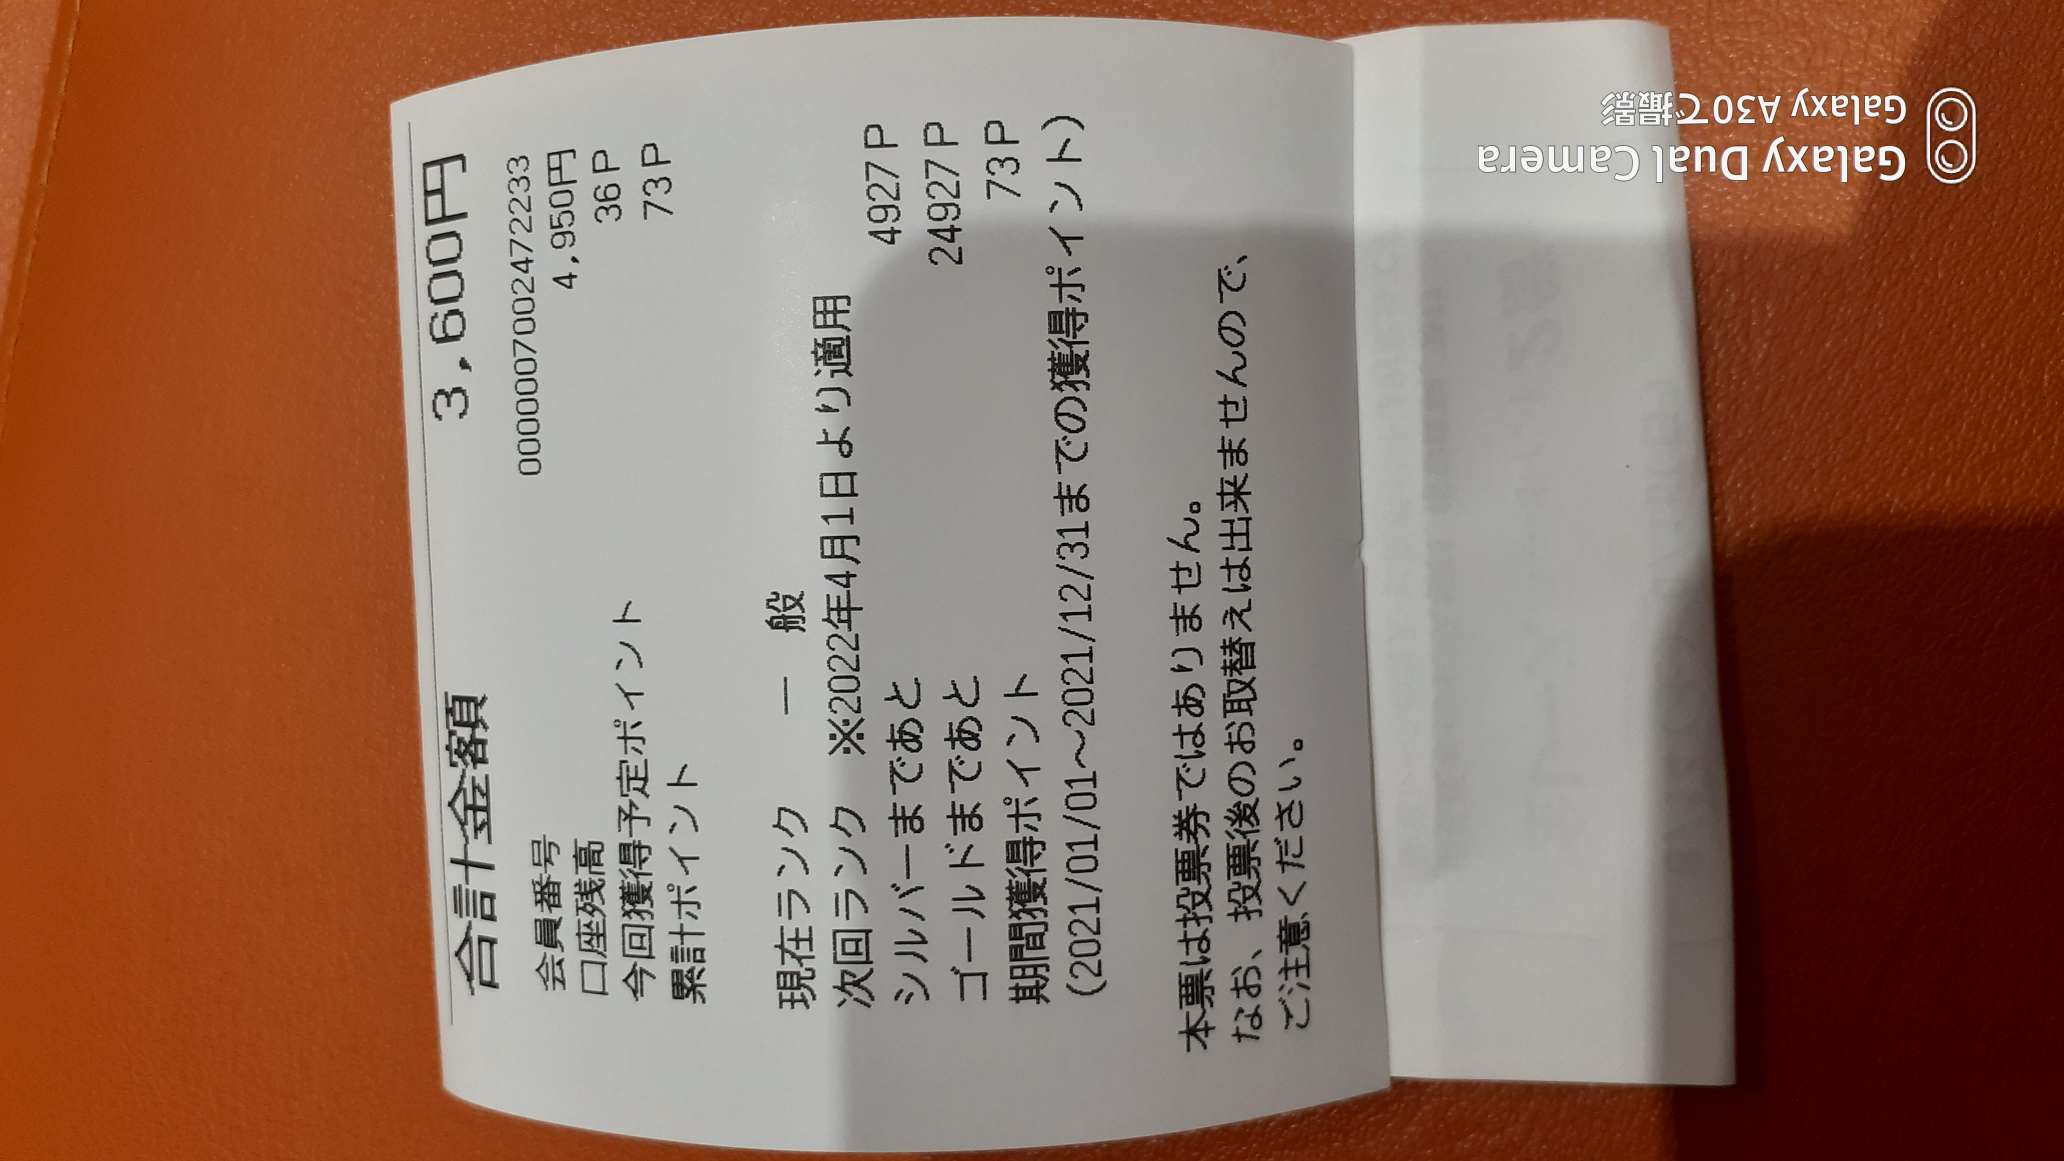 合計金額 3,600円
会員番号 0000007002472233
口座残高 4,950円
今回獲得予定ポイント 36P
累計ポイント 73P
現在ランク 一 般
次回ランク ※2022年4月1日より適用
シルバーまであと 4927P
ゴールドまであと 24927P
期間獲得ポイント 73P
(2021/01/01～2021/12/31までの獲得ポイント)
本票は投票券ではありません。
なお、投票後のお取替えは出来ませんので、
ご注意ください。
Galaxy Dual Camera
Galaxy A30で撮影